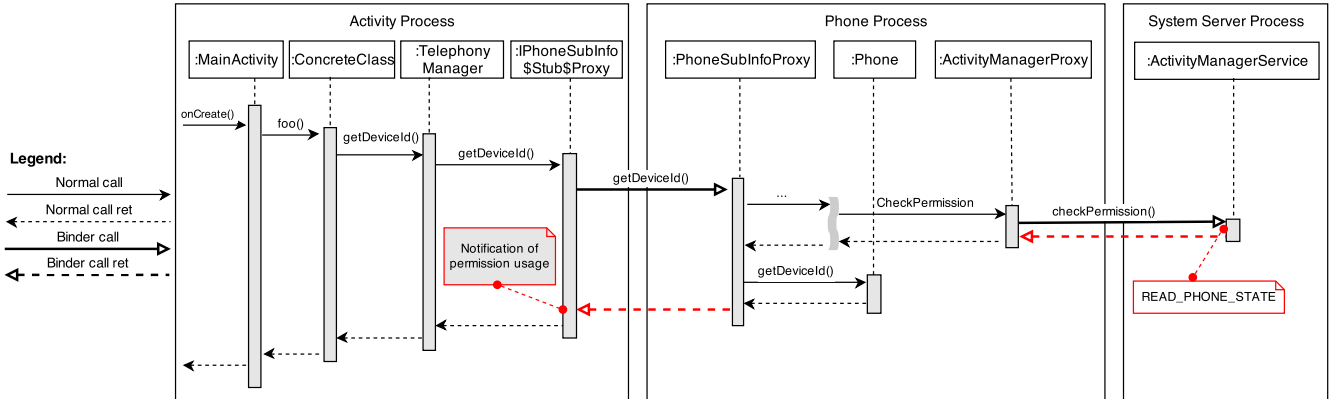 Activity Process
Phone Process
System Server Process
:MainActivity
:ConcreteClass
:Telephony
Manager
:IPhoneSubInfo
$Stub$Proxy
:PhoneSubInfoProxy
:Phone
:ActivityManagerProxy
:ActivityManagerService
onCreate()
foo()
getDeviceId()
getDeviceId()
getDeviceId()
...
CheckPermission
checkPermission()
getDeviceId()
Notification of
permission usage
READ_PHONE_STATE
Legend:
Normal call
Normal call ret
Binder call
Binder call ret